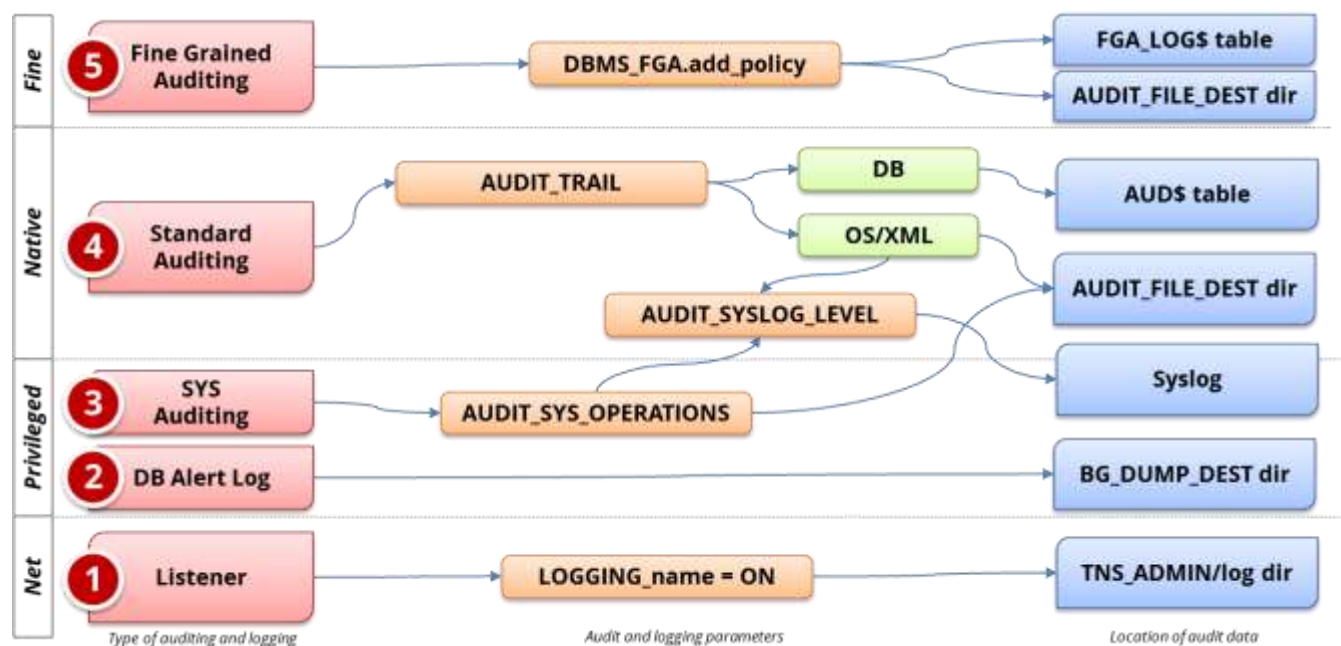 Fine
5
Fine Grained
Auditing
DBMS_FGA.add_policy
FGA_LOG$ table
AUDIT_FILE_DEST dir
Native
4
Standard
Auditing
AUDIT_TRAIL
DB
OS/XML
AUDIT_SYSLOG_LEVEL
AUD$ table
AUDIT_FILE_DEST dir
Syslog
Privileged
3
SYS
Auditing
AUDIT_SYS_OPERATIONS
2
DB Alert Log
BG_DUMP_DEST dir
Net
1
Listener
LOGGING_name = ON
TNS_ADMIN/log dir
Type of auditing and logging
Audit and logging parameters
Location of audit data